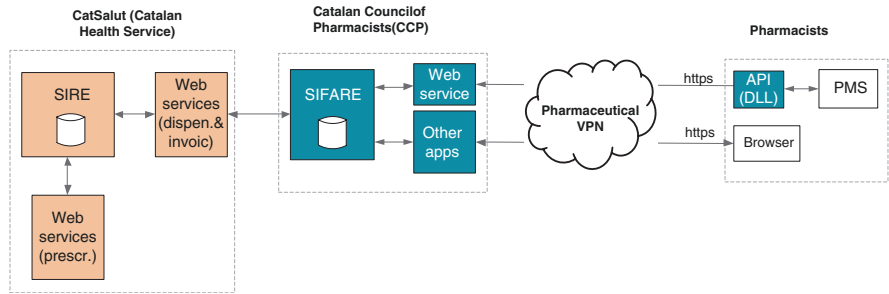 CatSalut (Catalan
Health Service)
SIRE
Web
services
(dispen.&
invoic)
Web
services
(prescr.)
Catalan Councilof
Pharmacists(CCP)
SIFARE
Web
service
Other
apps
Pharmaceutical
VPN
https
https
Pharmacists
API
(DLL)
PMS
Browser